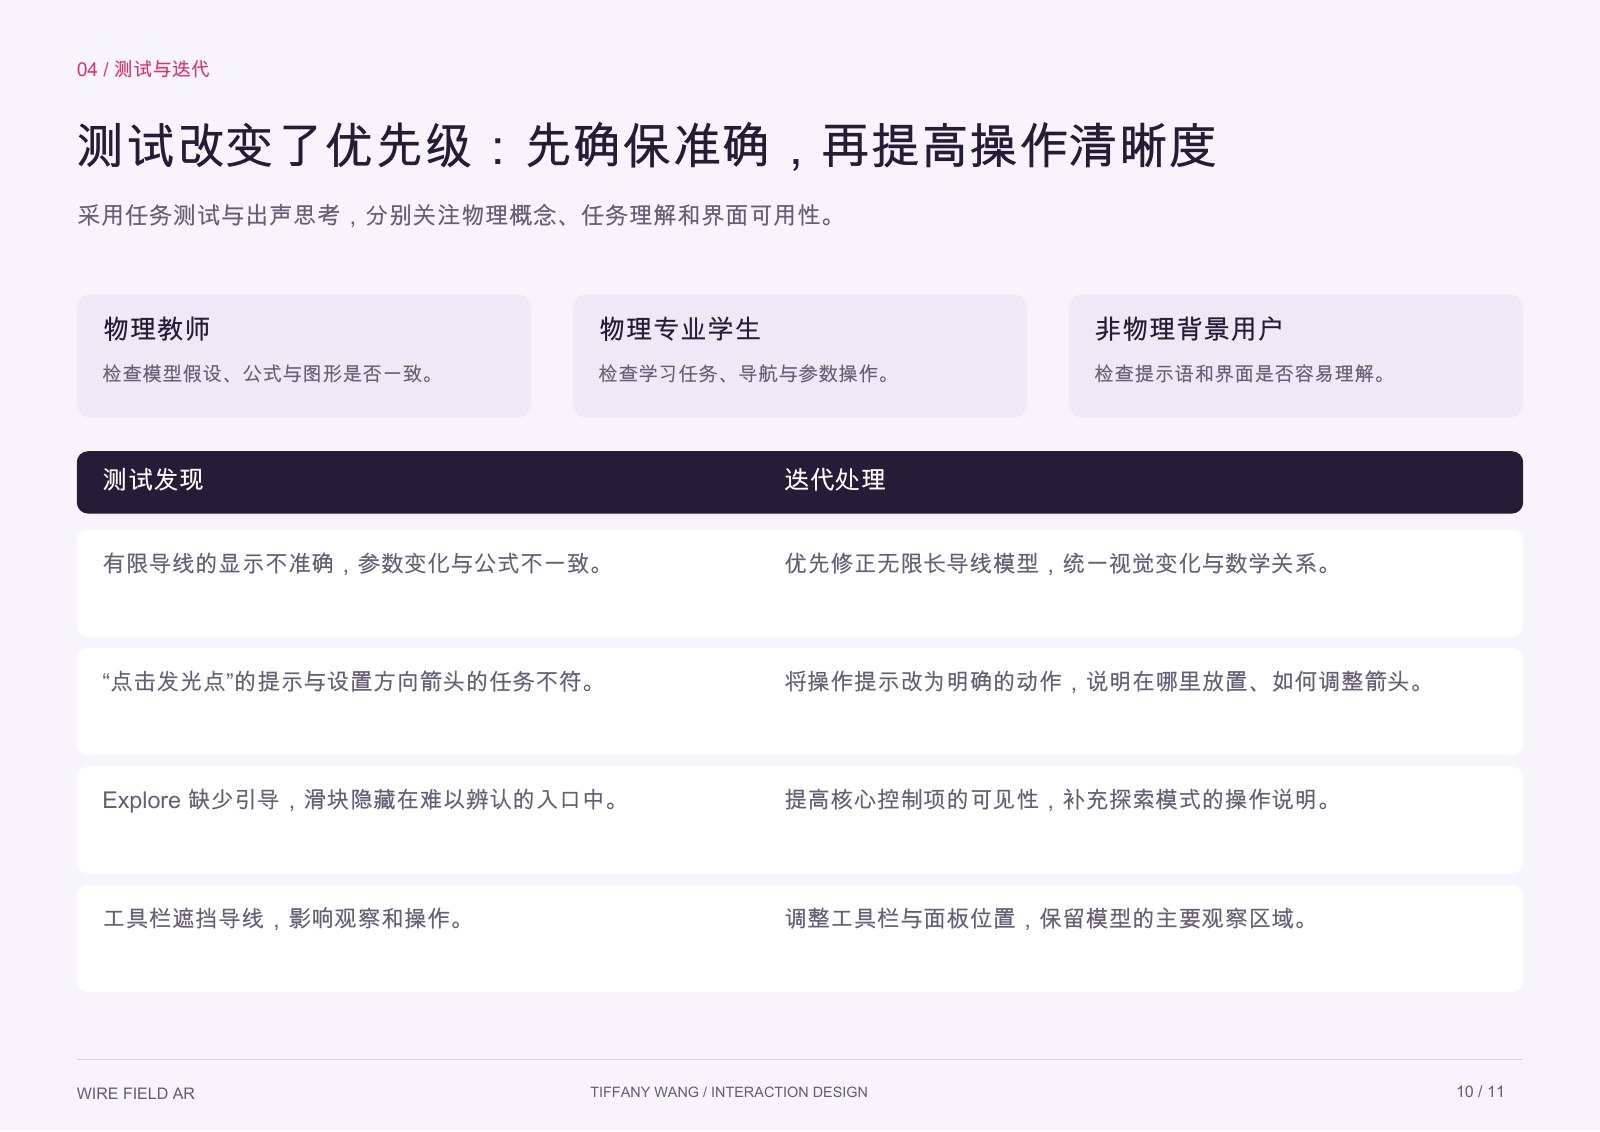 04 / 测试与迭代
测试改变了优先级：先确保准确，再提高操作清晰度
采用任务测试与出声思考，分别关注物理概念、任务理解和界面可用性。
物理教师
检查模型假设、公式与图形是否一致。
物理专业学生
检查学习任务、导航与参数操作。
非物理背景用户
检查提示语和界面是否容易理解。
测试发现
迭代处理
有限导线的显示不准确，参数变化与公式不一致。
优先修正无限长导线模型，统一视觉变化与数学关系。
“点击发光点”的提示与设置方向箭头的任务不符。
将操作提示改为明确的动作，说明在哪里放置、如何调整箭头。
Explore 缺少引导，滑块隐藏在难以辨认的入口中。
提高核心控制项的可见性，补充探索模式的操作说明。
工具栏遮挡导线，影响观察和操作。
调整工具栏与面板位置，保留模型的主要观察区域。
WIRE FIELD AR
TIFFANY WANG / INTERACTION DESIGN
10 / 11